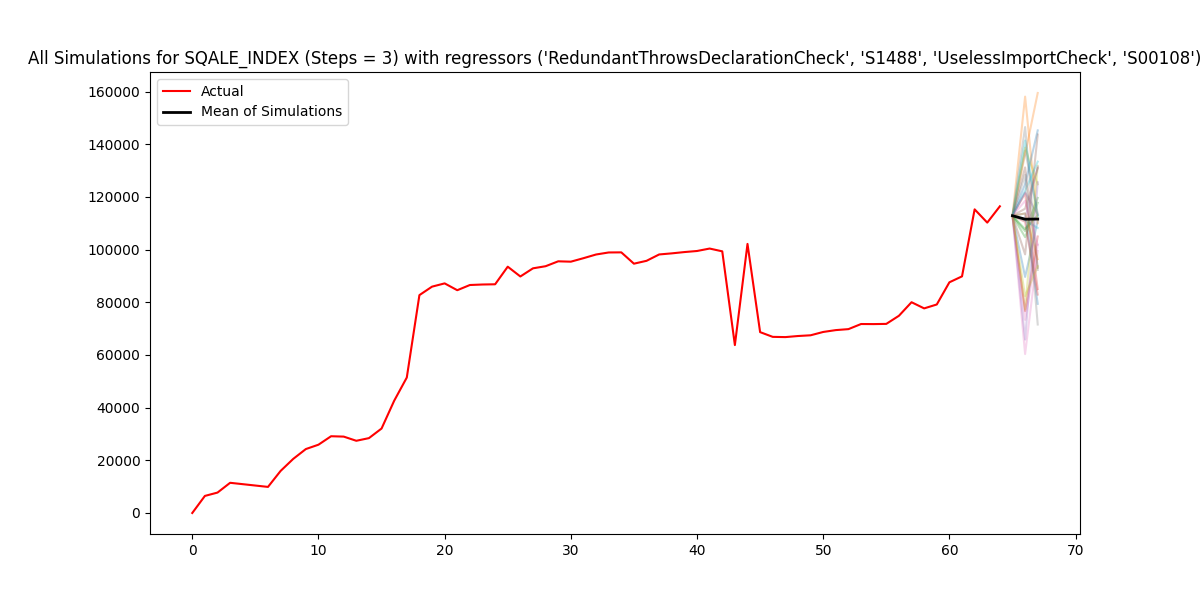 All Simulations for SQALE_INDEX (Steps = 3) with regressors ('RedundantThrowsDeclarationCheck', 'S1488', 'UselessImportCheck', 'S00108')
Actual
Mean of Simulations
160000
140000
120000
100000
80000
60000
40000
20000
0
0 10 20 30 40 50 60 70